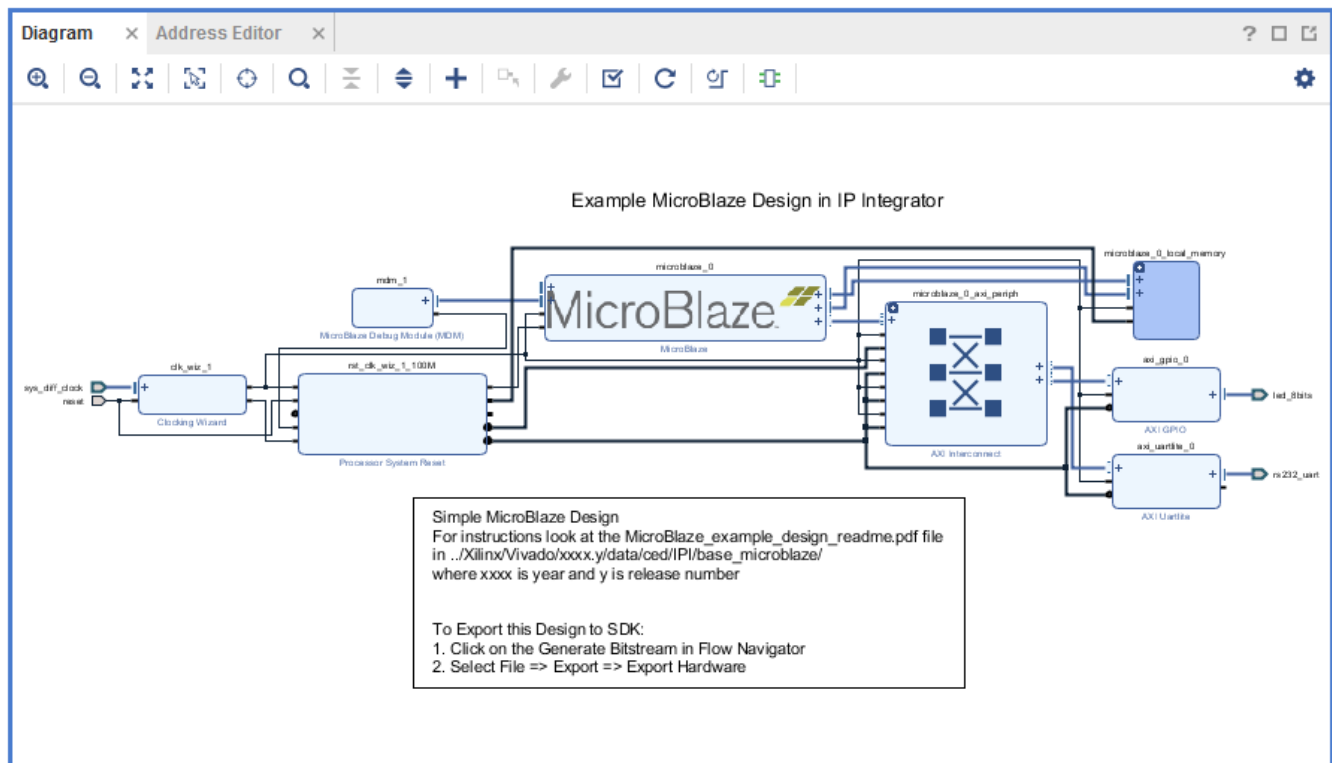 Diagram × Address Editor ×
?
Example MicroBlaze Design in IP Integrator
microblaze_0_local_memory
microblaze_0
mdm_1
microblaze_0_axi_periph
MicroBlaze
MicroBlaze Debug Module (MDM)
MicroBlaze
axi_gpio_0
clk_wiz_1
rst_clk_wiz_1_100M
sys_diff_clock
reset
led_8bits
Clocking Wizard
AXI GPIO
axi_uartlite_0
AXI Interconnect
Processor System Reset
rs232_uart
AXI Uartlite
Simple MicroBlaze Design
For instructions look at the MicroBlaze_example_design_readme.pdf file
in ../Xilinx/Vivado/xxxx.y/data/ced/IPI/base_microblaze/
where xxxx is year and y is release number
To Export this Design to SDK:
1. Click on the Generate Bitstream in Flow Navigator
2. Select File => Export => Export Hardware